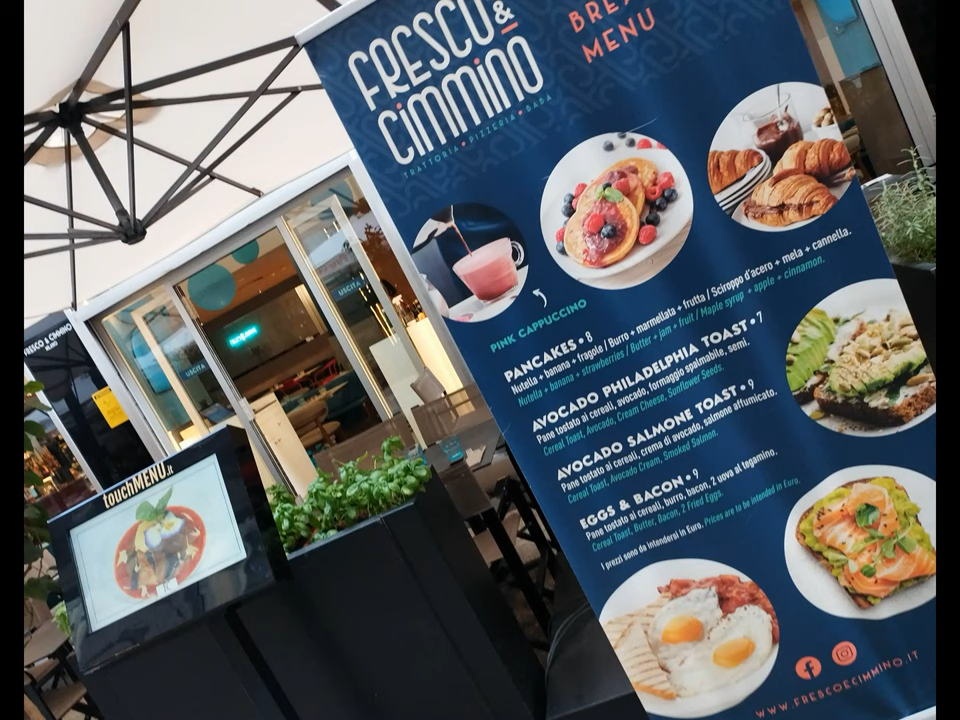 FRESCO &
CIMMINO
TRATTORIA • PIZZERIA • BABA
MENU
PINK CAPPUCCINO
PANCAKES • 8
Nutella + banana + fragole / Burro + marmellata + frutta / Sciroppo d'acero + mela + cannella.
Nutella + banana + strawberries / Butter + jam + fruit / Maple syrup + apple + cinnamon.
AVOCADO PHILADELPHIA TOAST • 7
Pane tostato ai cereali, avocado, formaggio spalmabile, semi.
Cereal Toast, Avocado, Cream Cheese, Sunflower Seeds.
AVOCADO SALMONE TOAST • 9
Pane tostato ai cereali, crema di avocado, salmone affumicato.
Cereal Toast, Avocado Cream, Smoked Salmon.
EGGS & BACON • 9
Pane tostato ai cereali, burro, bacon, 2 uova al tegamino.
Cereal Toast, Butter, Bacon, 2 Fried Eggs.
I prezzi sono da intendersi in Euro. Prices are to be intended in Euro.
WWW.FRESCOECIMMINO.IT
USCITA
USCITA
FRESCO & CIMMINO
touchMENU.it